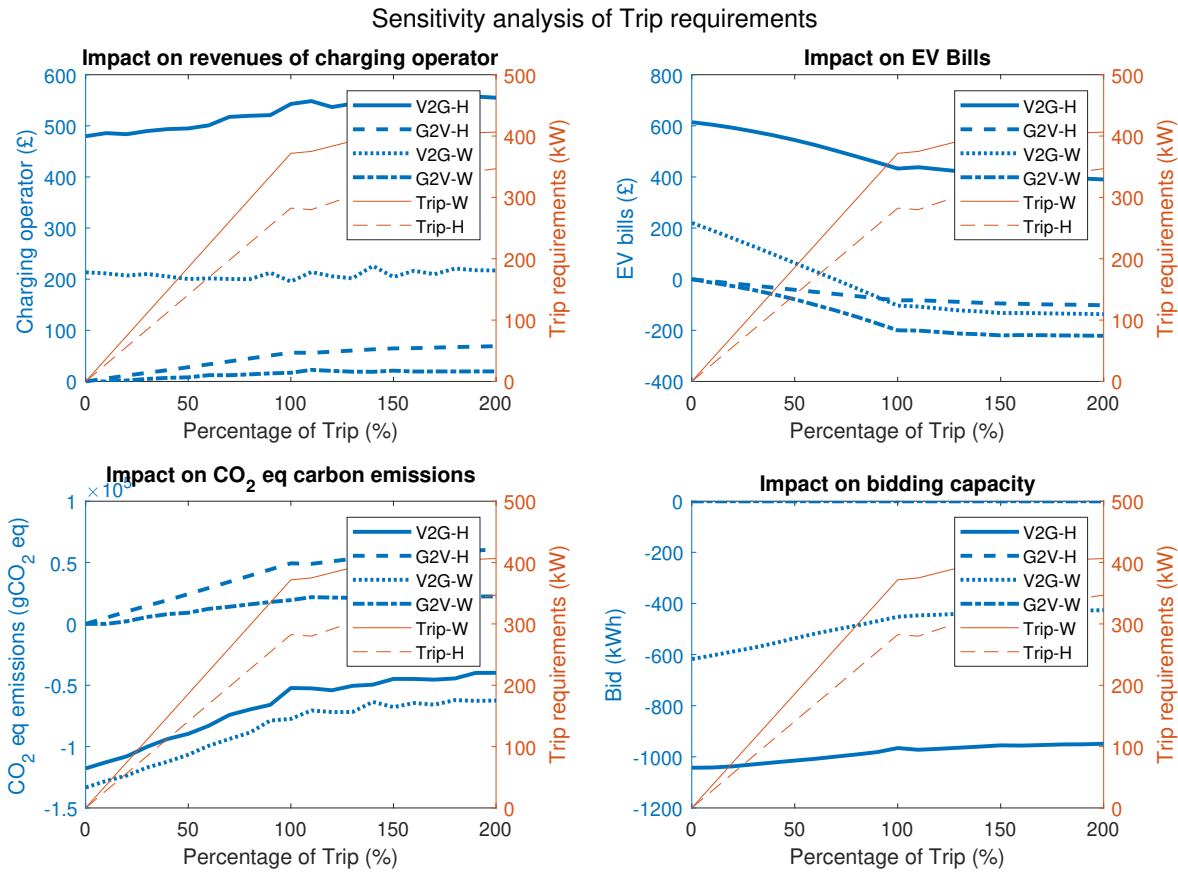 Sensitivity analysis of Trip requirements
Impact on revenues of charging operator
600
500
400
300
200
100
0
Charging operator (£)
500
400
300
200
100
0
Trip requirements (kW)
V2G-H
G2V-H
V2G-W
G2V-W
Trip-W
Trip-H
0 50 100 150 200
Percentage of Trip (%)
Impact on EV Bills
800
600
400
200
0
-200
-400
EV bills (£)
500
400
300
200
100
0
Trip requirements (kW)
V2G-H
G2V-H
V2G-W
G2V-W
Trip-W
Trip-H
0 50 100 150 200
Percentage of Trip (%)
Impact on CO₂ eq carbon emissions
× 10⁵
1
0.5
0
-0.5
-1
-1.5
CO₂ eq emissions (gCO₂ eq)
500
400
300
200
100
0
Trip requirements (kW)
V2G-H
G2V-H
V2G-W
G2V-W
Trip-W
Trip-H
0 50 100 150 200
Percentage of Trip (%)
Impact on bidding capacity
0
-200
-400
-600
-800
-1000
-1200
Bid (kWh)
500
400
300
200
100
0
Trip requirements (kW)
V2G-H
G2V-H
V2G-W
G2V-W
Trip-W
Trip-H
0 50 100 150 200
Percentage of Trip (%)